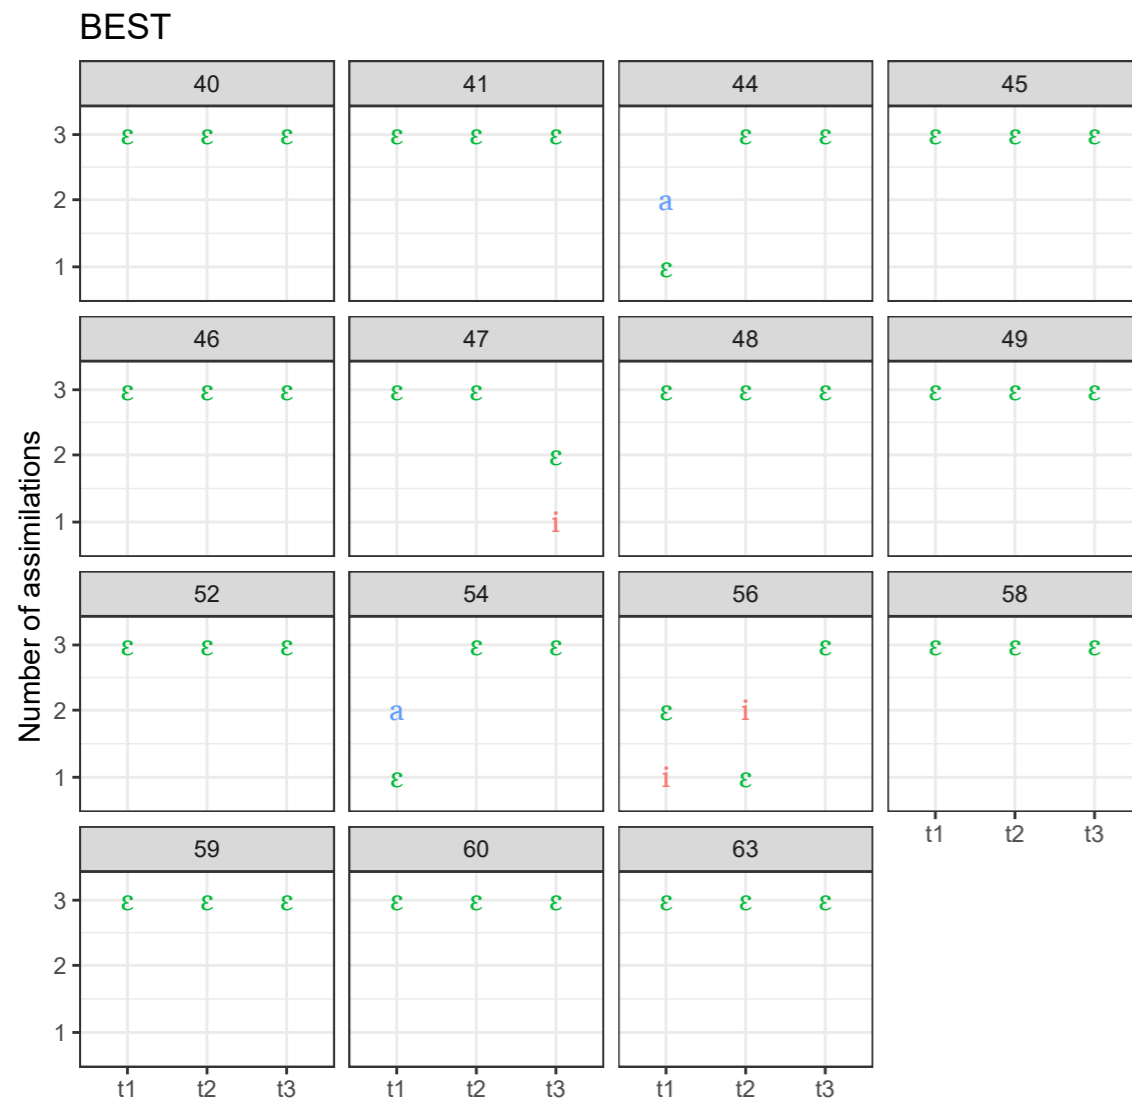 BEST
40 41 44 45
3 ε ε ε ε ε ε ε ε ε ε ε
2 a
1 ε
46 47 48 49
3 ε ε ε ε ε ε ε ε ε ε ε
2 ε
1 i
Number of assimilations
52 54 56 58
3 ε ε ε ε ε ε ε ε ε
2 a ε i
1 ε i ε
t1 t2 t3
59 60 63
3 ε ε ε ε ε ε ε ε ε
2
1
t1 t2 t3 t1 t2 t3 t1 t2 t3